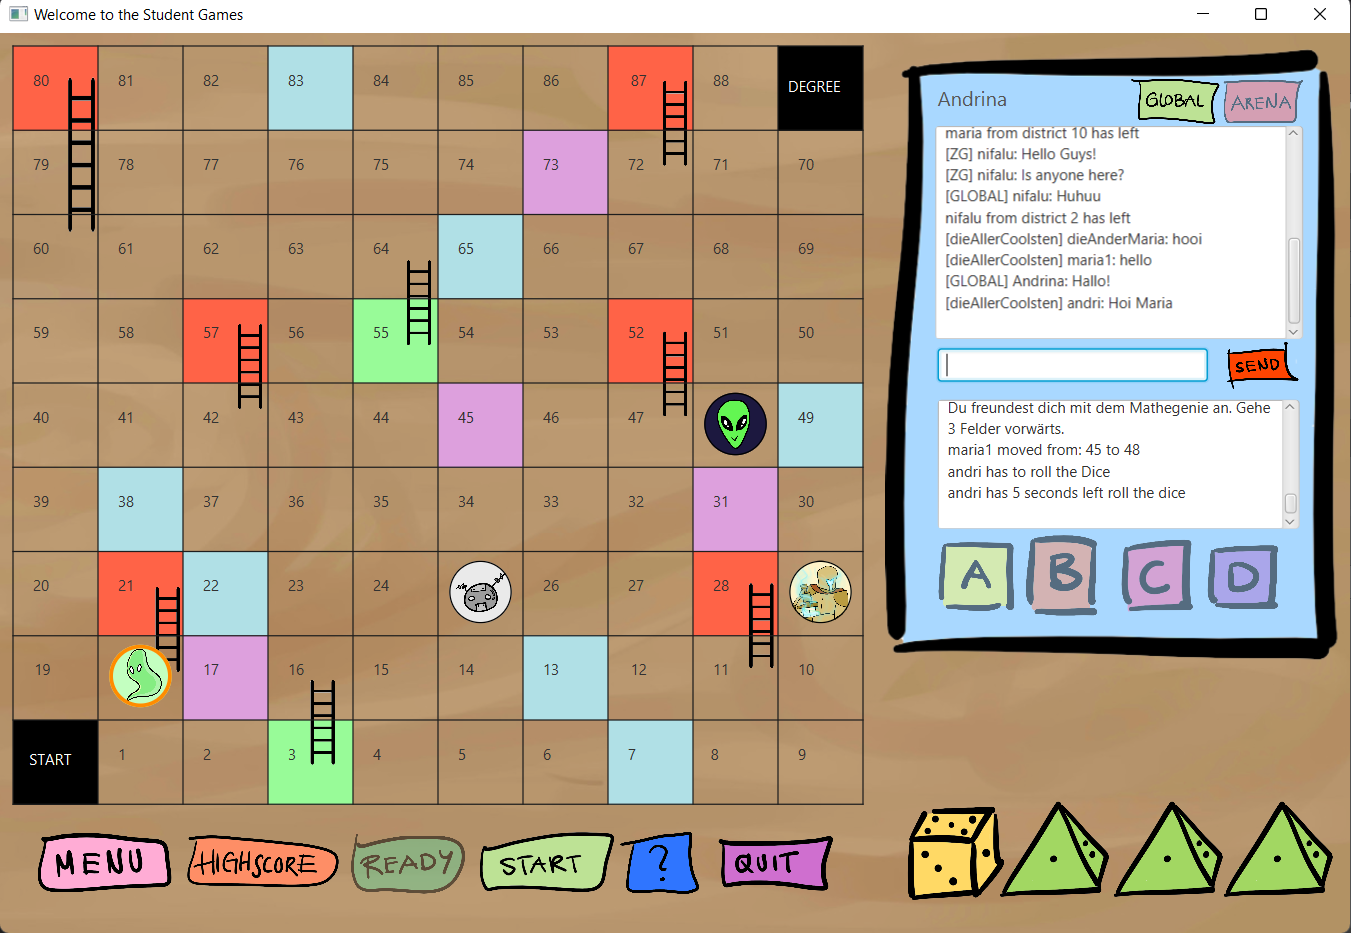 Welcome to the Student Games
80 81 82 83 84 85 86 87 88 DEGREE
79 78 77 76 75 74 73 72 71 70
60 61 62 63 64 65 66 67 68 69
59 58 57 56 55 54 53 52 51 50
40 41 42 43 44 45 46 47 49
39 38 37 36 35 34 33 32 31 30
20 21 22 23 24 26 27 28
19 17 16 15 14 13 12 11 10
START 1 2 3 4 5 6 7 8 9
MENU
HIGHSCORE
READY
START
?
QUIT
Andrina
GLOBAL
ARENA
maria from district 10 has left
[ZG] nifalu: Hello Guys!
[ZG] nifalu: Is anyone here?
[GLOBAL] nifalu: Huhuu
nifalu from district 2 has left
[dieAllerCoolsten] dieAnderMaria: hooi
[dieAllerCoolsten] maria1: hello
[GLOBAL] Andrina: Hallo!
[dieAllerCoolsten] andri: Hoi Maria
SEND
Du freundest dich mit dem Mathegenie an. Gehe
3 Felder vorwärts.
maria1 moved from: 45 to 48
andri has to roll the Dice
andri has 5 seconds left roll the dice
A B C D